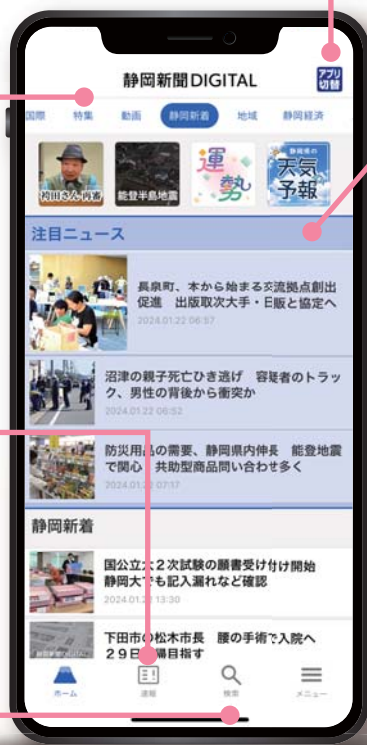 静岡新聞DIGITAL
アプリ
切替
国際 特集 動画 静岡新着 地域 静岡経済
袴田さん再審
能登半島地震
運勢
静岡県の
天気
予報
注目ニュース
長泉町、本から始まる交流拠点創出
促進 出版取次大手・日販と協定へ
2024.01.22 06:57
沼津の親子死亡ひき逃げ 容疑者のトラッ
ク、男性の背後から衝突か
2024.01.22 06:52
防災用品の需要、静岡県内伸長 能登地震
で関心 共助型商品問い合わせ多く
2024.01.22 07:17
静岡新着
国公立大2次試験の願書受け付け開始
静岡大でも記入漏れなど確認
2024.01.22 13:30
下田市の松木市長 腰の手術で入院へ
29日 帰目指す
ホーム 速報 検索 メニュー